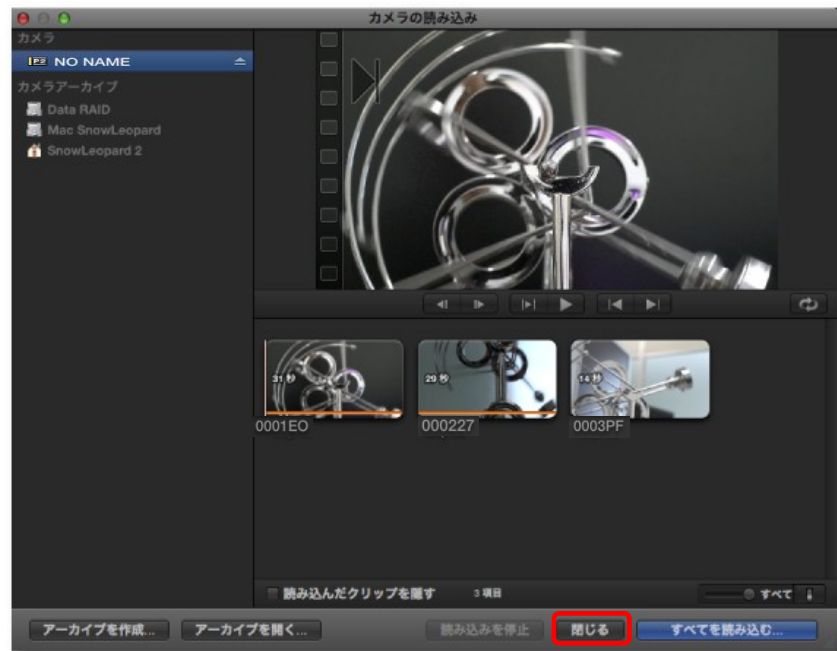 カメラの読み込み
カメラ
P2 NO NAME
カメラアーカイブ
Data RAID
Mac SnowLeopard
SnowLeopard 2
31 秒
29 秒
14 秒
0001EO
000227
0003PF
読み込んだクリップを隠す
3 項目
すべて
アーカイブを作成...
アーカイブを開く...
読み込みを停止
閉じる
すべてを読み込む...